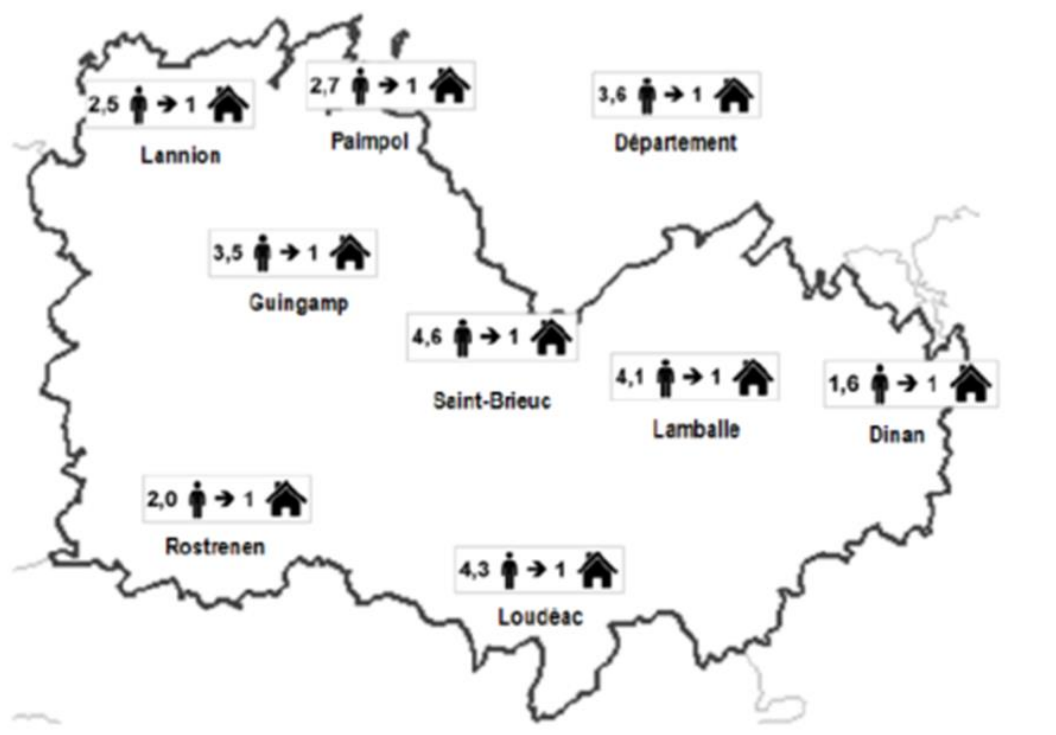 2,5 → 1
Lannion
2,7 → 1
Paimpol
3,6 → 1
Département
3,5 → 1
Guingamp
4,6 → 1
Saint-Brieuc
4,1 → 1
Lamballe
1,6 → 1
Dinan
2,0 → 1
Rostrenen
4,3 → 1
Loudéac